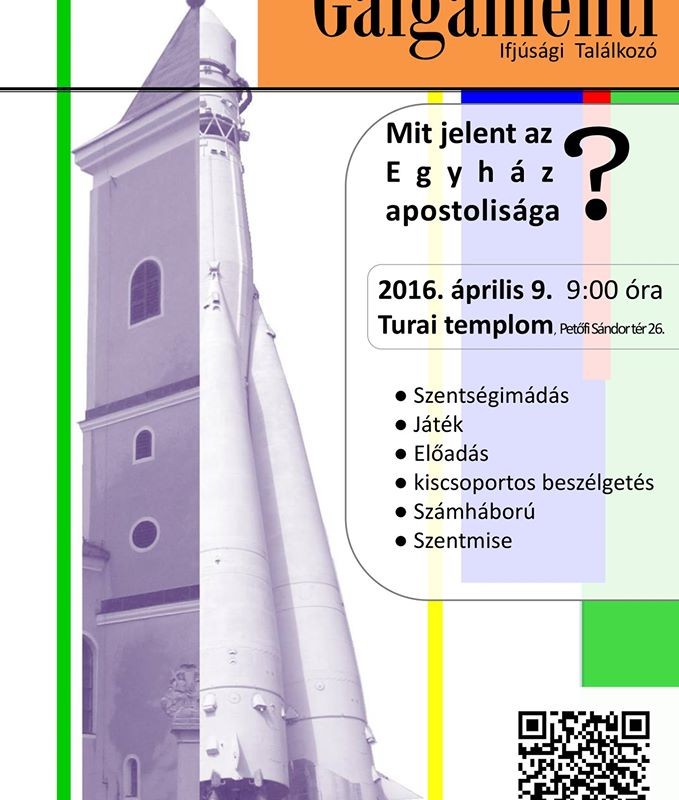 Galgamenti
Ifjúsági Találkozó
Mit jelent az
Egyház
apostolisága ?
2016. április 9. 9:00 óra
Turai templom, Petőfi Sándor tér 26.
● Szentségimádás
● Játék
● Előadás
● kiscsoportos beszélgetés
● Számháború
● Szentmise